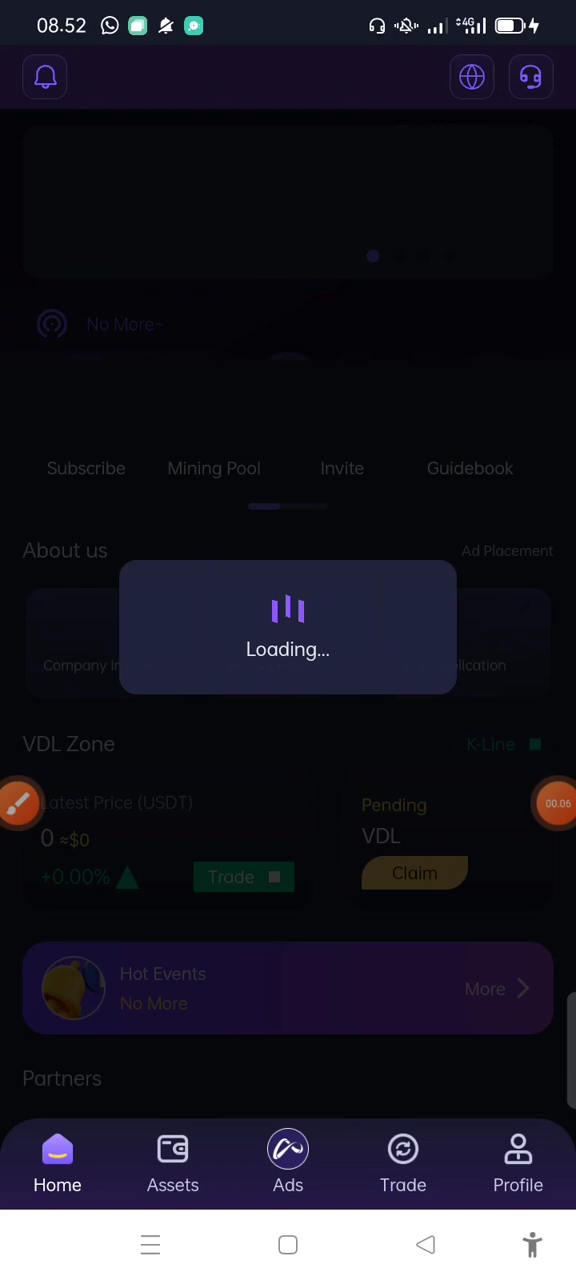 08.52
4G
No More~
Subscribe
Mining Pool
Invite
Guidebook
About us
Ad Placement
Loading...
VDL Zone
K-Line
Latest Price (USDT)
0 ≈$0
+0.00%
Trade
Pending
VDL
Claim
00.06
Hot Events
No More
More
Partners
Home
Assets
Ads
Trade
Profile